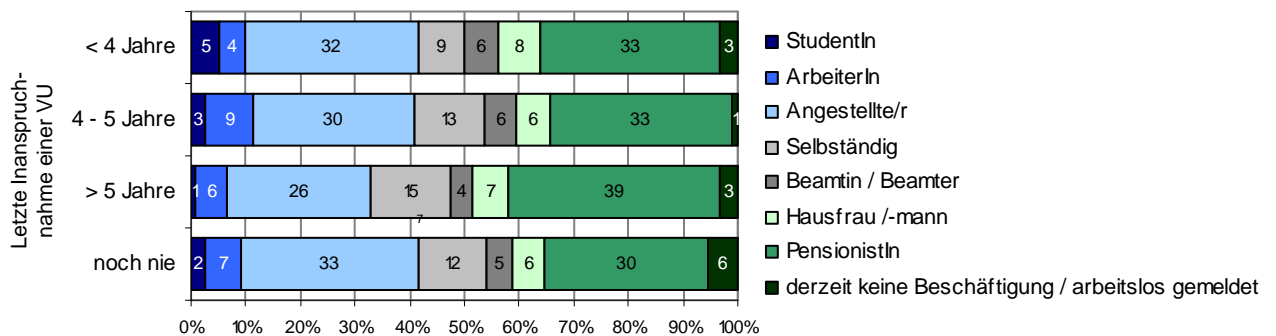 Letzte Inanspruch-
nahme einer VU
< 4 Jahre
5 4 32 9 6 8 33 3
4 - 5 Jahre
3 9 30 13 6 6 33 1
> 5 Jahre
1 6 26 15 4 7 39 3
7
noch nie
2 7 33 12 5 6 30 6
0% 10% 20% 30% 40% 50% 60% 70% 80% 90% 100%
StudentIn
ArbeiterIn
Angestellte/r
Selbständig
Beamtin / Beamter
Hausfrau /-mann
PensionistIn
derzeit keine Beschäftigung / arbeitslos gemeldet